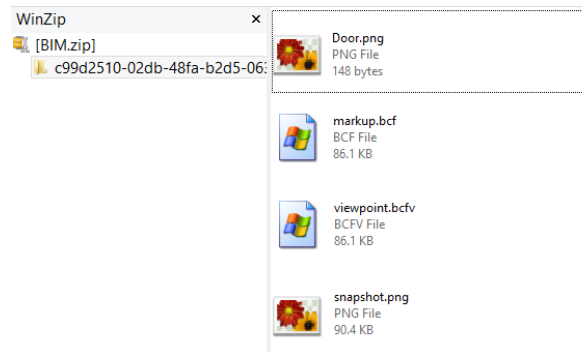 WinZip ×
[BIM.zip]
c99d2510-02db-48fa-b2d5-063
Door.png
PNG File
148 bytes
markup.bcf
BCF File
86.1 KB
viewpoint.bcfv
BCFV File
86.1 KB
snapshot.png
PNG File
90.4 KB